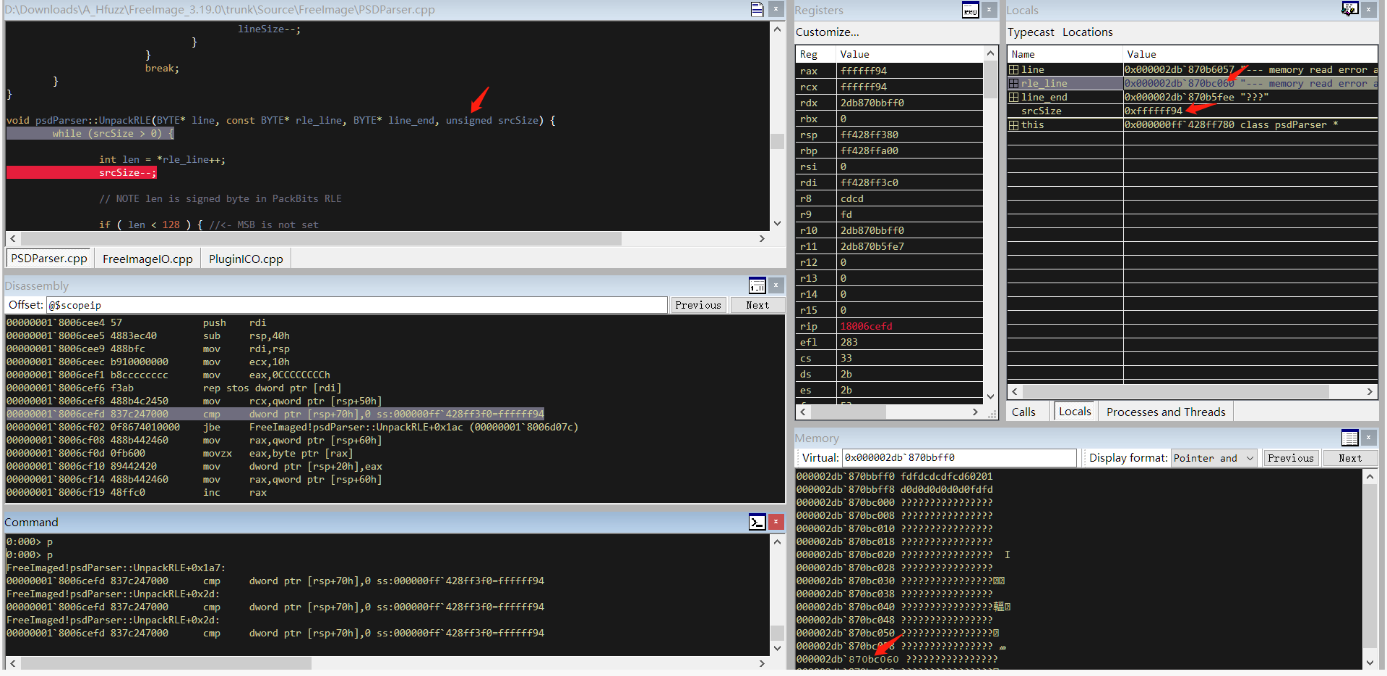 D:\Downloads\A_Hfuzz\FreeImage_3.19.0\trunk\Source\FreeImage\PSDParser.cpp
lineSize--;
}
}
break;
}
}
void psdParser::UnpackRLE(BYTE* line, const BYTE* rle_line, BYTE* line_end, unsigned srcSize) {
while (srcSize > 0) {
int len = *rle_line++;
srcSize--;
// NOTE len is signed byte in PackBits RLE
if ( len < 128 ) { //<- MSB is not set
PSDParser.cpp FreeImageIO.cpp PluginICO.cpp
Disassembly
Offset: @$scopeip Previous Next
00000001`8006cee4 57 push rdi
00000001`8006cee5 4883ec40 sub rsp,40h
00000001`8006cee9 488bfc mov rdi,rsp
00000001`8006ceec b910000000 mov ecx,10h
00000001`8006cef1 b8cccccccc mov eax,0CCCCCCCCh
00000001`8006cef6 f3ab rep stos dword ptr [rdi]
00000001`8006cef8 488b4c2450 mov rcx,qword ptr [rsp+50h]
00000001`8006cefd 837c247000 cmp dword ptr [rsp+70h],0 ss:000000ff`428ff3f0=ffffff94
00000001`8006cf02 0f8674010000 jbe FreeImaged!psdParser::UnpackRLE+0x1ac (00000001`8006d07c)
00000001`8006cf08 488b442460 mov rax,qword ptr [rsp+60h]
00000001`8006cf0d 0fb600 movzx eax,byte ptr [rax]
00000001`8006cf10 89442420 mov dword ptr [rsp+20h],eax
00000001`8006cf14 488b442460 mov rax,qword ptr [rsp+60h]
00000001`8006cf19 48ffc0 inc rax
Command
0:000> p
0:000> p
FreeImaged!psdParser::UnpackRLE+0x1a7:
00000001`8006cefd 837c247000 cmp dword ptr [rsp+70h],0 ss:000000ff`428ff3f0=ffffff94
FreeImaged!psdParser::UnpackRLE+0x2d:
00000001`8006cefd 837c247000 cmp dword ptr [rsp+70h],0 ss:000000ff`428ff3f0=ffffff94
FreeImaged!psdParser::UnpackRLE+0x2d:
00000001`8006cefd 837c247000 cmp dword ptr [rsp+70h],0 ss:000000ff`428ff3f0=ffffff94
Registers
Customize...
Reg Value
rax ffffff94
rcx ffffff94
rdx 2db870bbff0
rbx 0
rsp ff428ff380
rbp ff428ffa00
rsi 0
rdi ff428ff3c0
r8 cdcd
r9 fd
r10 2db870bbff0
r11 2db870b5fe7
r12 0
r13 0
r14 0
r15 0
rip 18006cefd
efl 283
cs 33
ds 2b
es 2b
Locals
Typecast Locations
Name Value
line 0x000002db`870b6057 "--- memory read error a
rle_line 0x000002db`870bc060 "--- memory read error a
line_end 0x000002db`870b5fee "???"
srcSize 0xffffff94
this 0x000000ff`428ff780 class psdParser *
Calls Locals Processes and Threads
Memory
Virtual: 0x000002db`870bbff0 Display format: Pointer and Previous Next
000002db`870bbff0 fdfdcdcdfcd60201
000002db`870bbff8 d0d0d0d0d0d0fdfd
000002db`870bc000 ????????????????
000002db`870bc008 ????????????????
000002db`870bc010 ????????????????
000002db`870bc018 ????????????????
000002db`870bc020 ????????????????
000002db`870bc028 ????????????????
000002db`870bc030 ????????????????
000002db`870bc038 ????????????????
000002db`870bc040 ????????????????
000002db`870bc048 ????????????????
000002db`870bc050 ????????????????
000002db`870bc058 ????????????????
000002db`870bc060 ????????????????